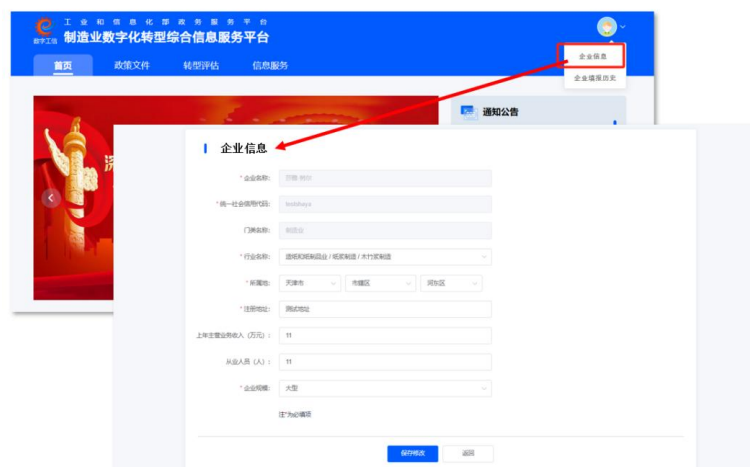 工业和信息化部政务服务平台
数字工信
制造业数字化转型综合信息服务平台
首页 政策文件 转型评估 信息服务
企业信息
企业填报历史
通知公告
企业信息
*企业名称:
*统一社会信用代码: testshaya
门类名称: 制造业
*行业名称: 造纸和纸制品业 / 纸浆制造 / 木竹浆制造
*所属地: 天津市 市辖区 河东区
*注册地址: 测试地址
上年主营业务收入(万元): 11
从业人员(人): 11
*企业规模: 大型
注*为必填项
保存修改 返回